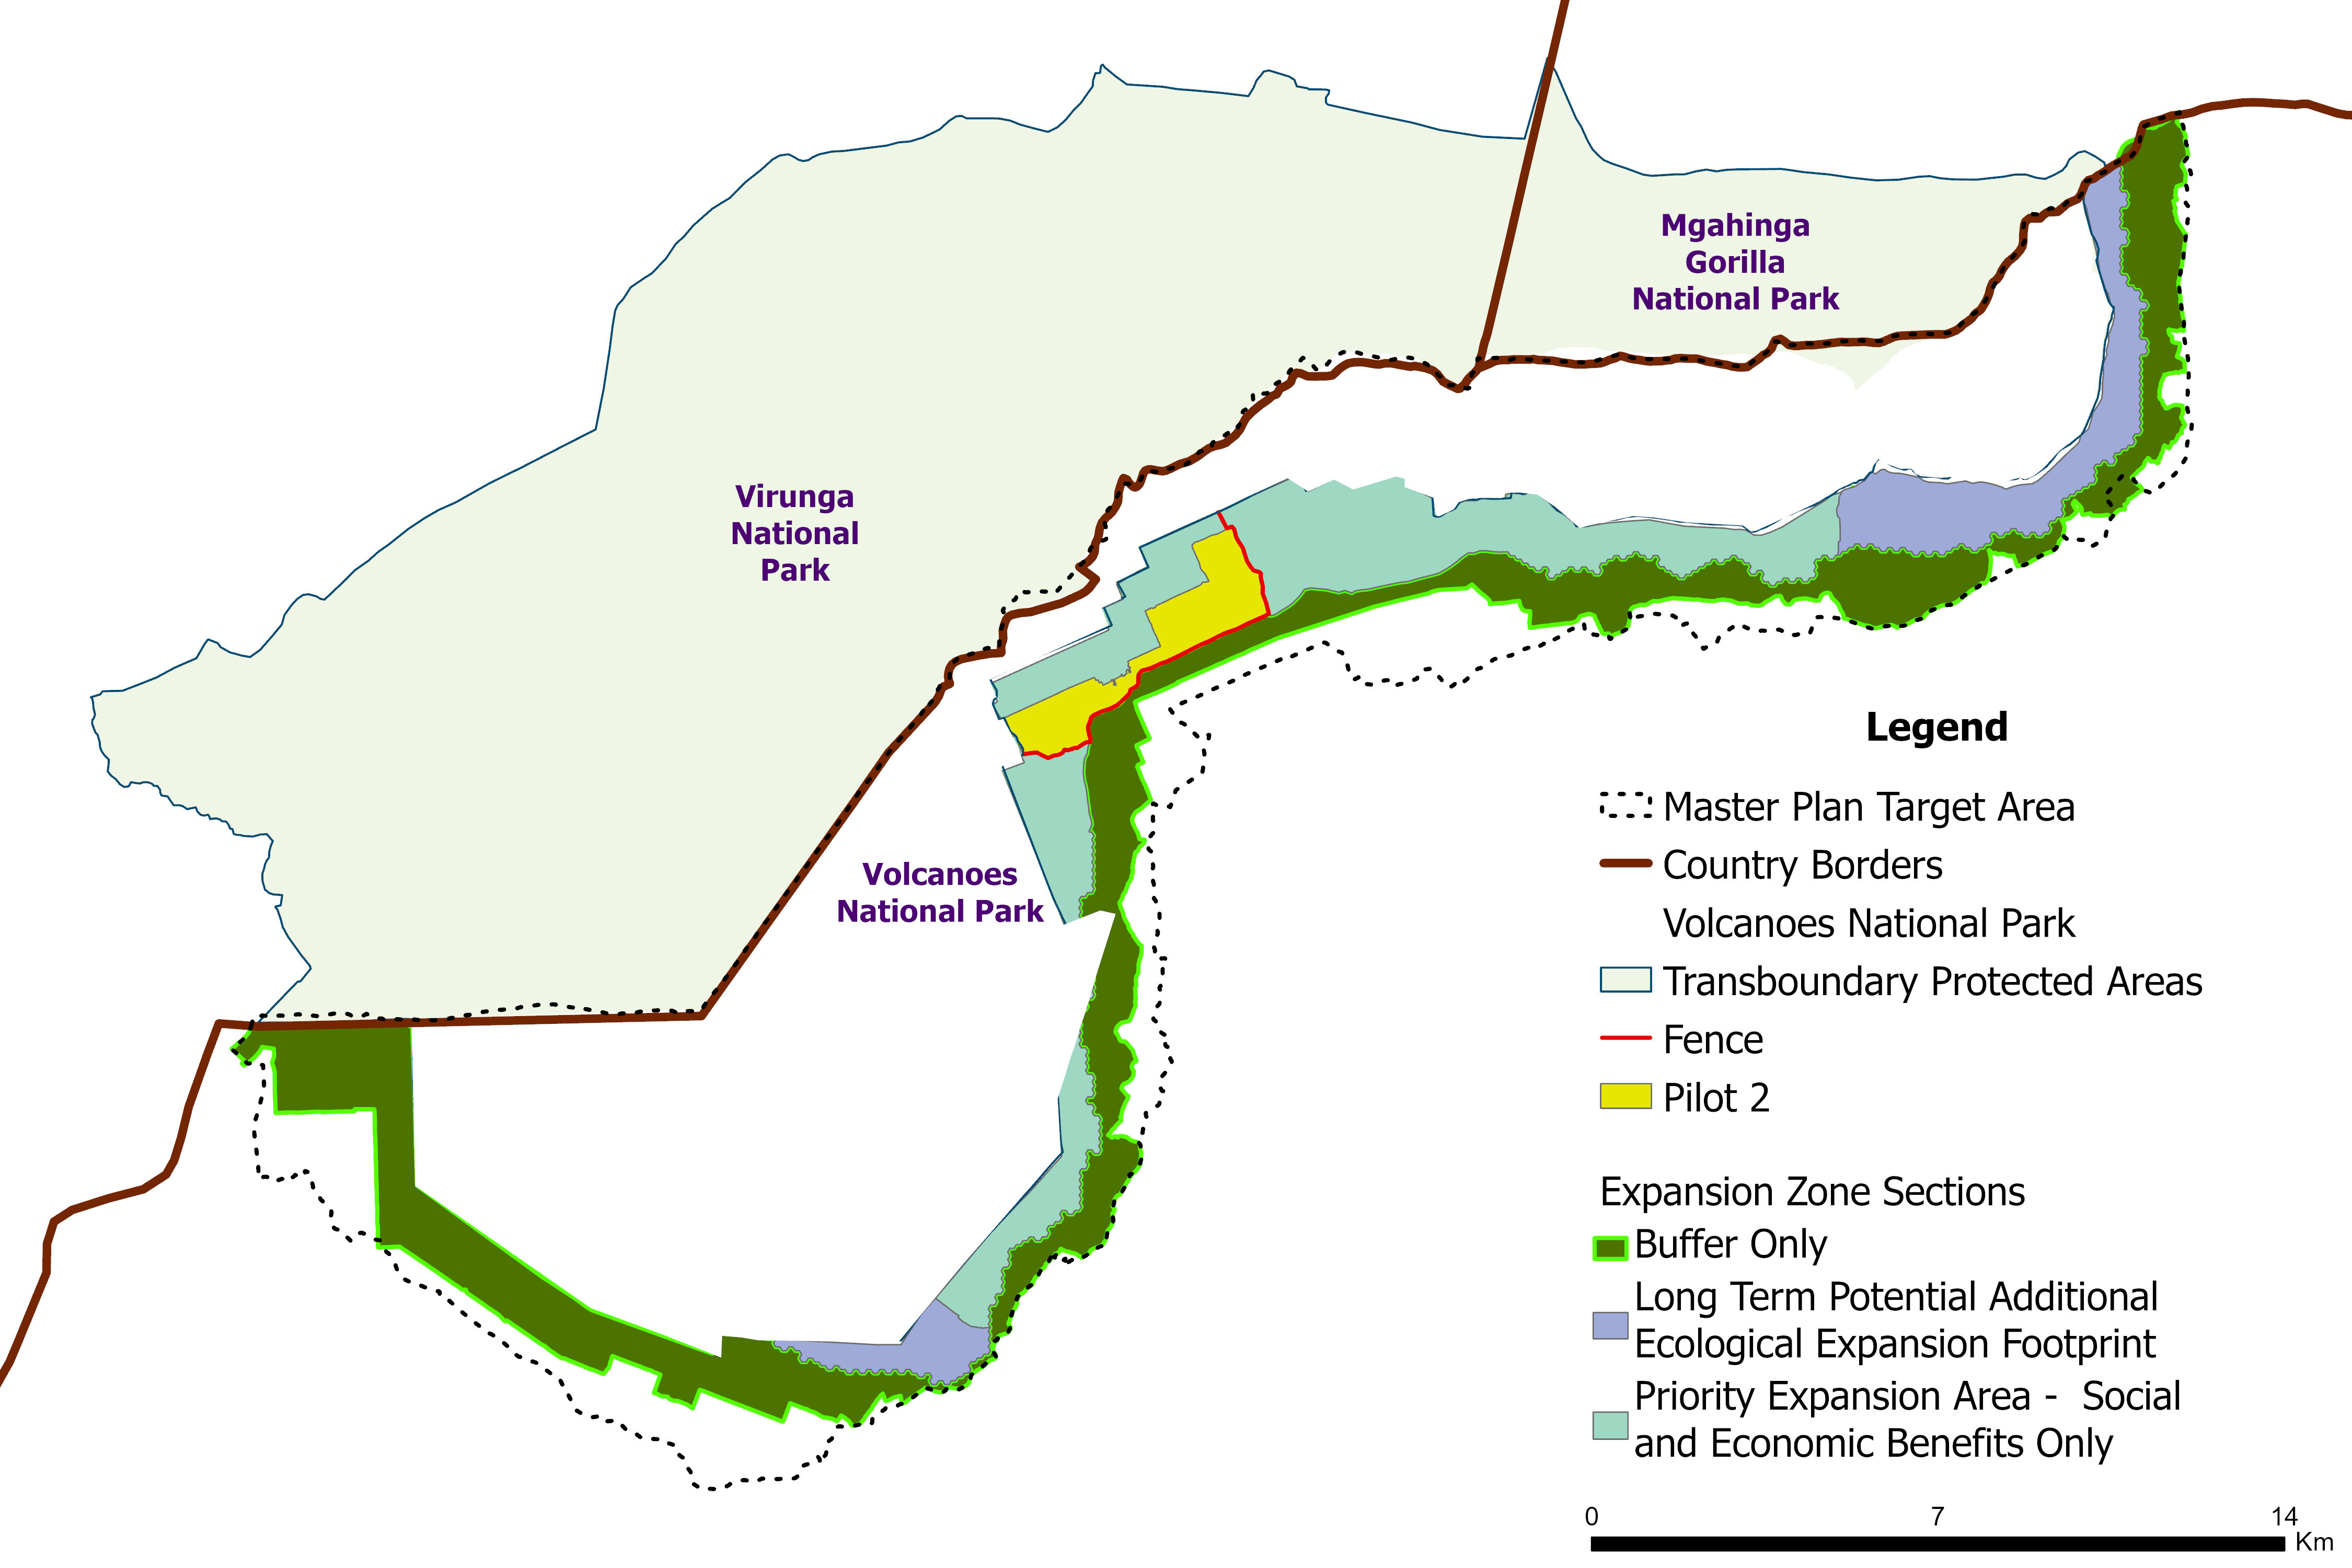 Mgahinga
Gorilla
National Park
Virunga
National
Park
Volcanoes
National Park
Legend
Master Plan Target Area
Country Borders
Volcanoes National Park
Transboundary Protected Areas
Fence
Pilot 2
Expansion Zone Sections
Buffer Only
Long Term Potential Additional
Ecological Expansion Footprint
Priority Expansion Area - Social
and Economic Benefits Only
0 7 14
Km